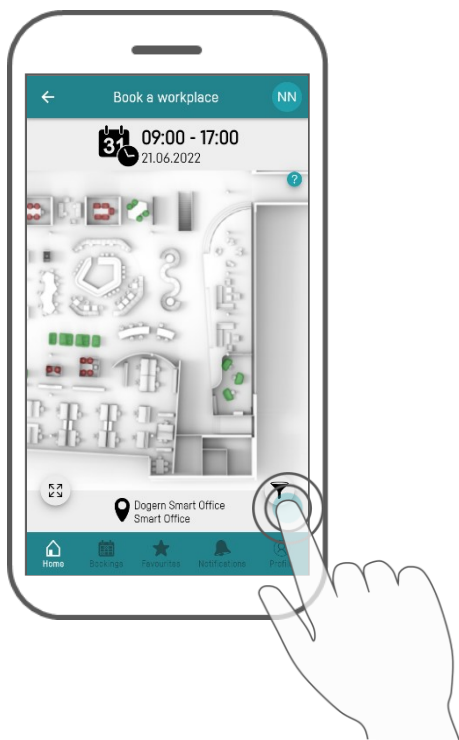 Book a workplace
NN
31
09:00 - 17:00
21.06.2022
?
Dogern Smart Office
Smart Office
Home
Bookings
Favourites
Notifications
Profile